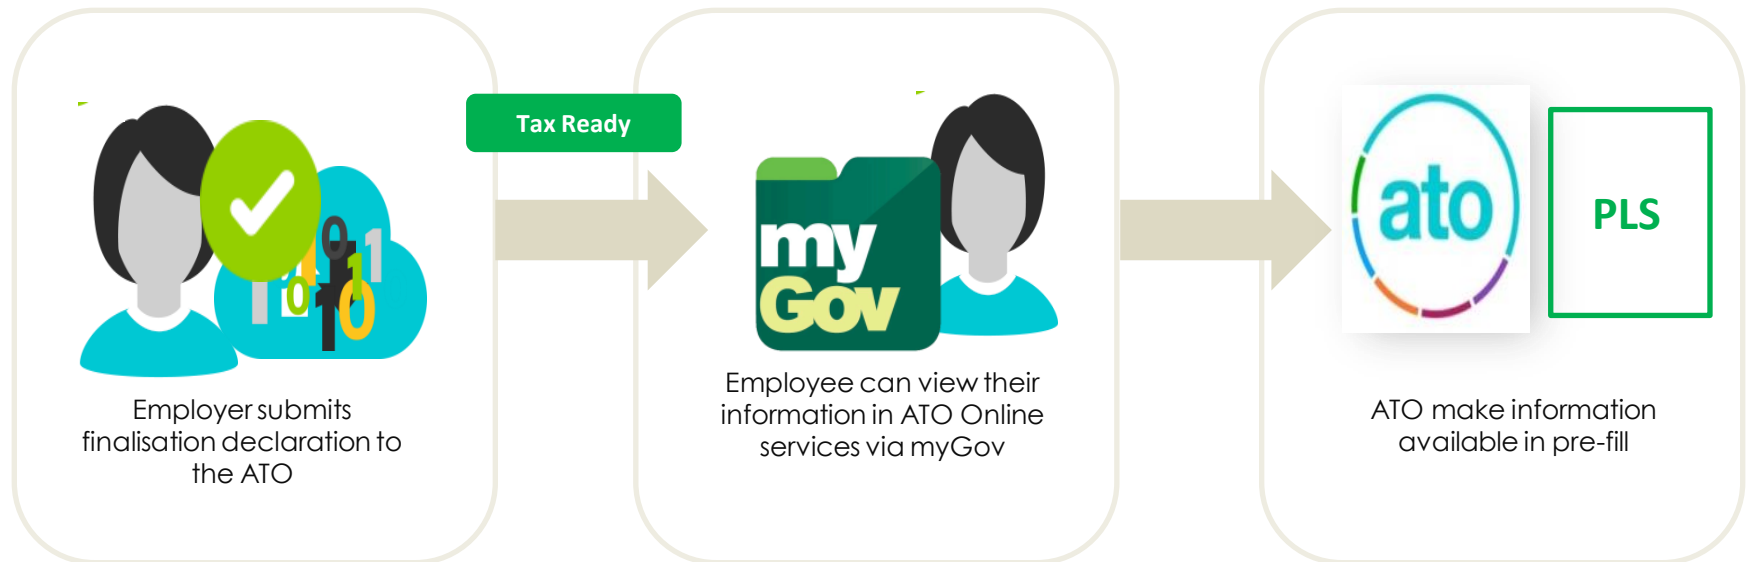 Tax Ready
my
Gov
ato
PLS
Employer submits
finalisation declaration to
the ATO
Employee can view their
information in ATO Online
services via myGov
ATO make information
available in pre-fill